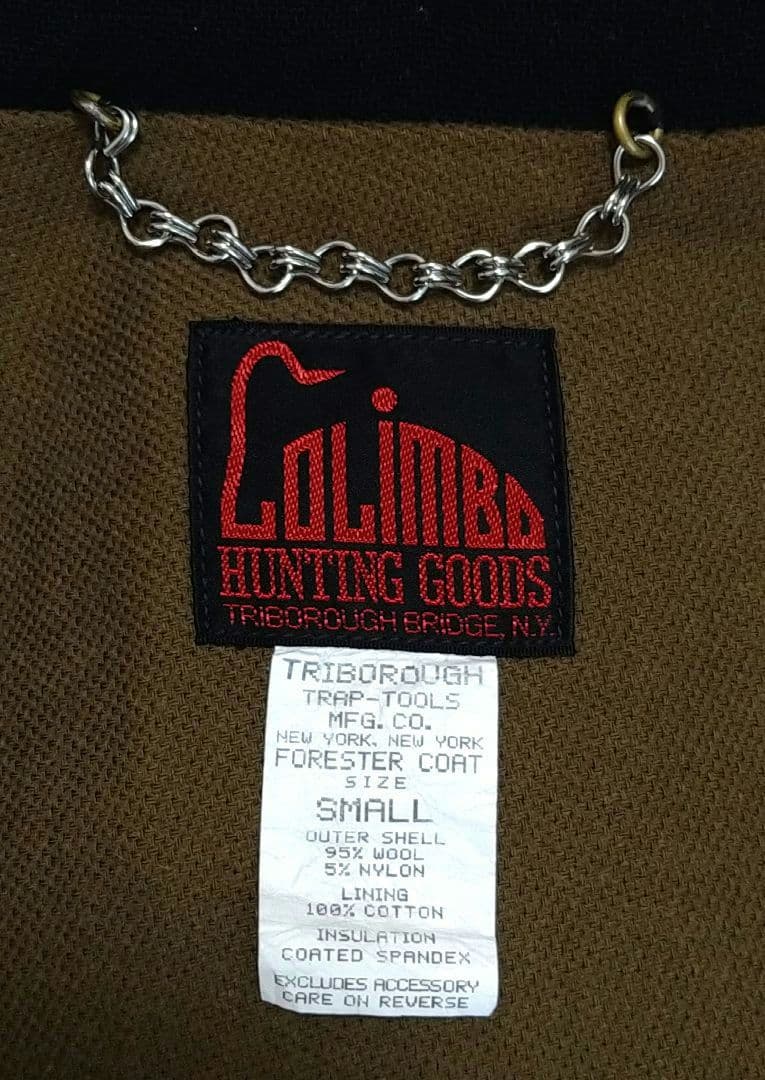 COLIMBO
HUNTING GOODS
TRIBOROUGH BRIDGE, N.Y.
TRIBOROUGH
TRAP-TOOLS
MFG. CO.
NEW YORK. NEW YORK
FORESTER COAT
SIZE
SMALL
OUTER SHELL
95% WOOL
5% NYLON
LINING
100% COTTON
INSULATION
COATED SPANDEX
EXCLUDES ACCESSORY
CARE ON REVERSE